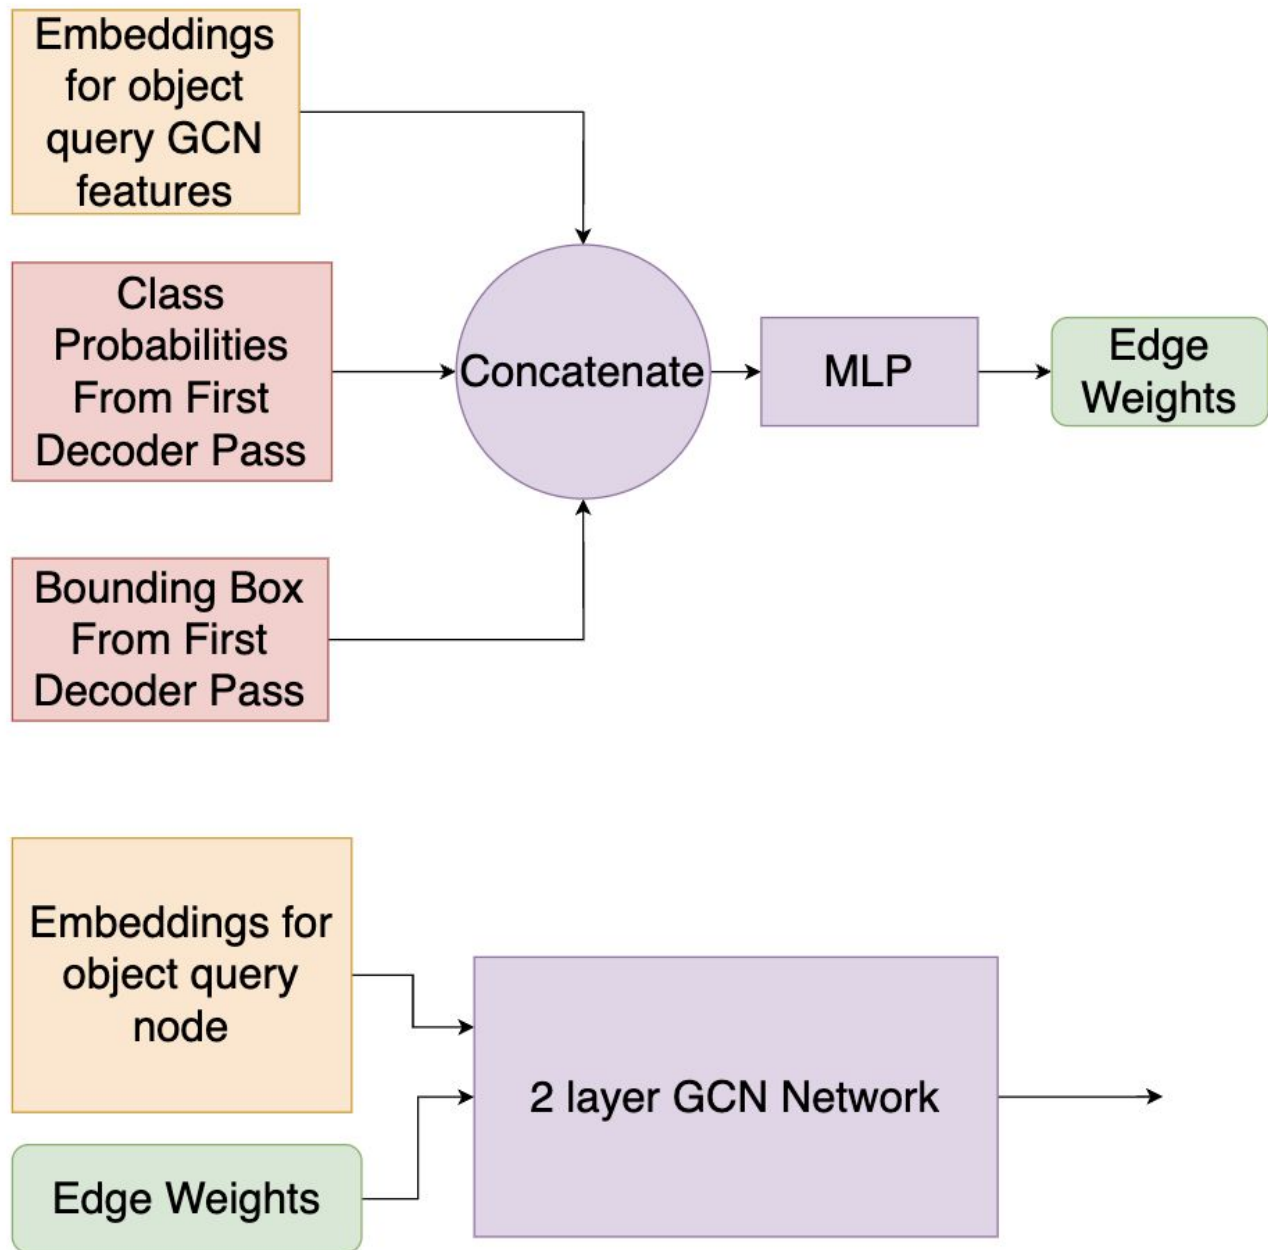 Embeddings
for object
query GCN
features
Class
Probabilities
From First
Decoder Pass
Concatenate
MLP
Edge
Weights
Bounding Box
From First
Decoder Pass
Embeddings for
object query
node
2 layer GCN Network
Edge Weights